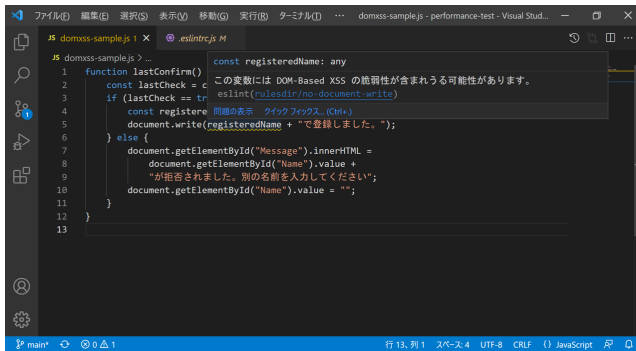 ファイル(F) 編集(E) 選択(S) 表示(V) 移動(G) 実行(R) ターミナル(T) ··· domxss-sample.js - performance-test - Visual Stud...
JS domxss-sample.js 1 × .eslintrc.js M
JS domxss-sample.js > ...
const registeredName: any
この変数には DOM-Based XSS の脆弱性が含まれうる可能性があります。
eslint(rulesdir/no-document-write)
問題の表示 クイック フィックス... (Ctrl+.)
1 function lastConfirm()
2 const lastCheck = c
3 if (lastCheck == tr
4 const registere
5 document.write(registeredName + "で登録しました。");
6 } else {
7 document.getElementById("Message").innerHTML =
8 document.getElementById("Name").value +
9 "が拒否されました。別の名前を入力してください";
10 document.getElementById("Name").value = "";
11 }
12 }
13
1
main* 0 1 行 13、列 1 スペース: 4 UTF-8 CRLF {} JavaScript